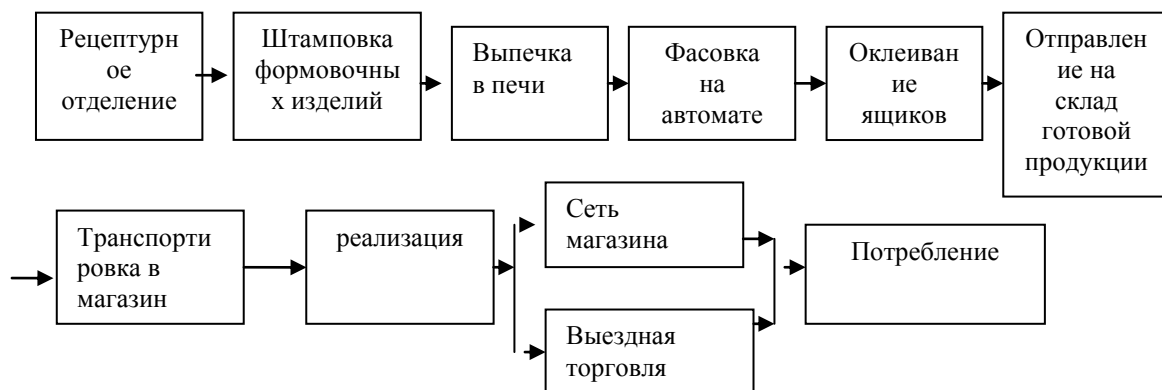 Рецептурн
ое
отделение
Штамповка
формовочны
х изделий
Выпечка
в печи
Фасовка
на
автомате
Оклеиван
ие
ящиков
Отправлен
ие на
склад
готовой
продукции
Транспорти
ровка в
магазин
реализация
Сеть
магазина
Выездная
торговля
Потребление